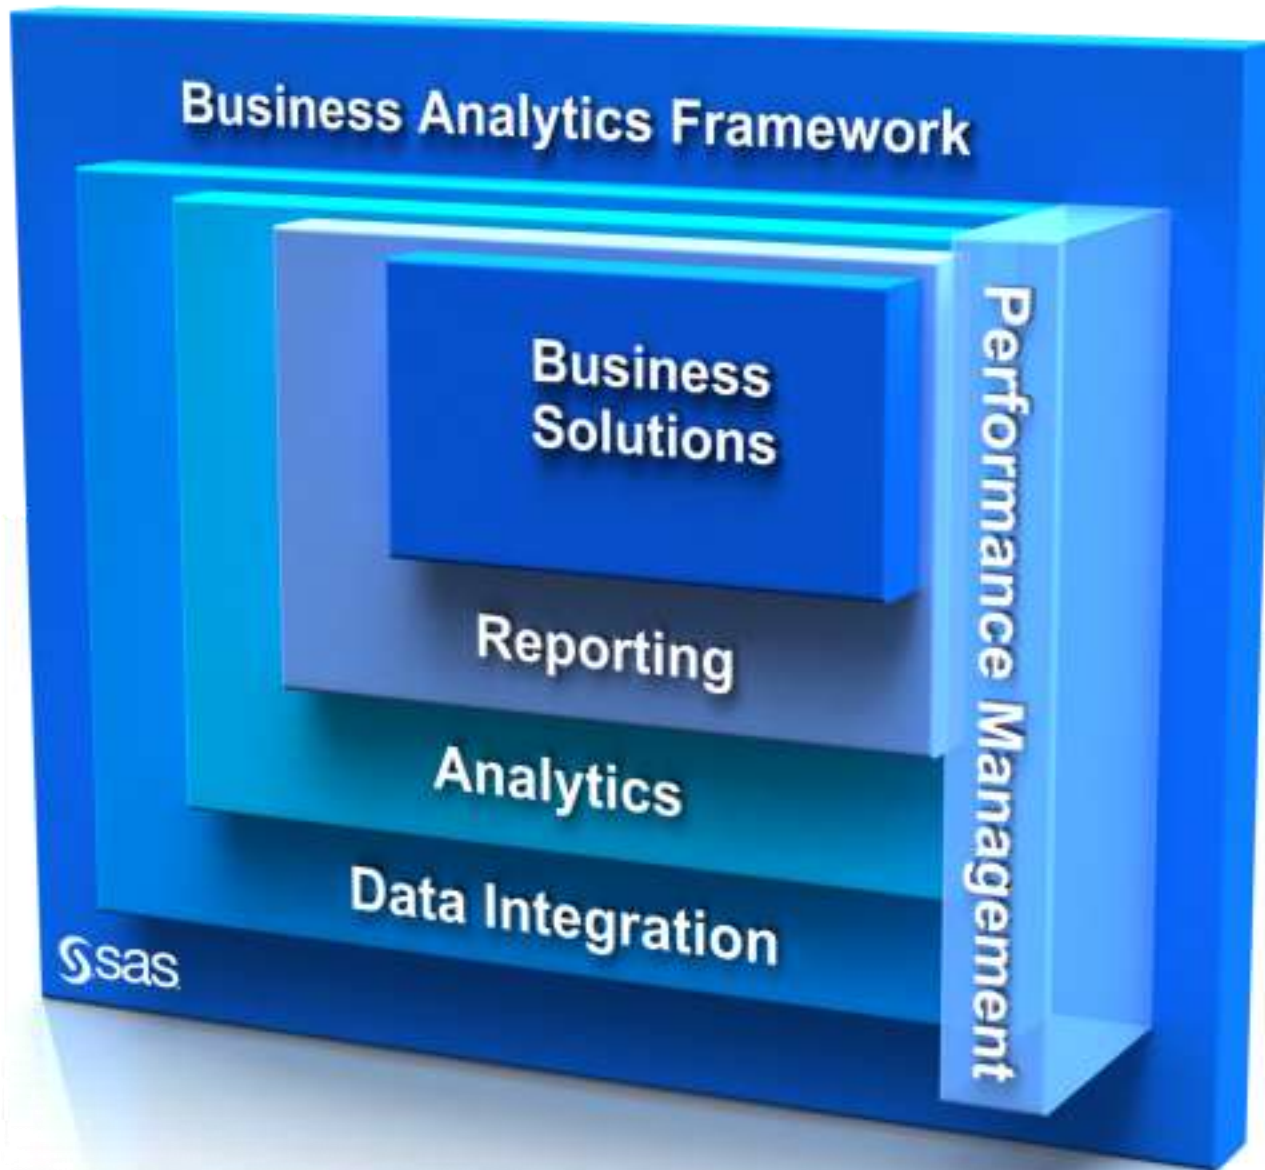 Business Analytics Framework
Business
Solutions
Reporting
Analytics
Data Integration
Performance Management
sas